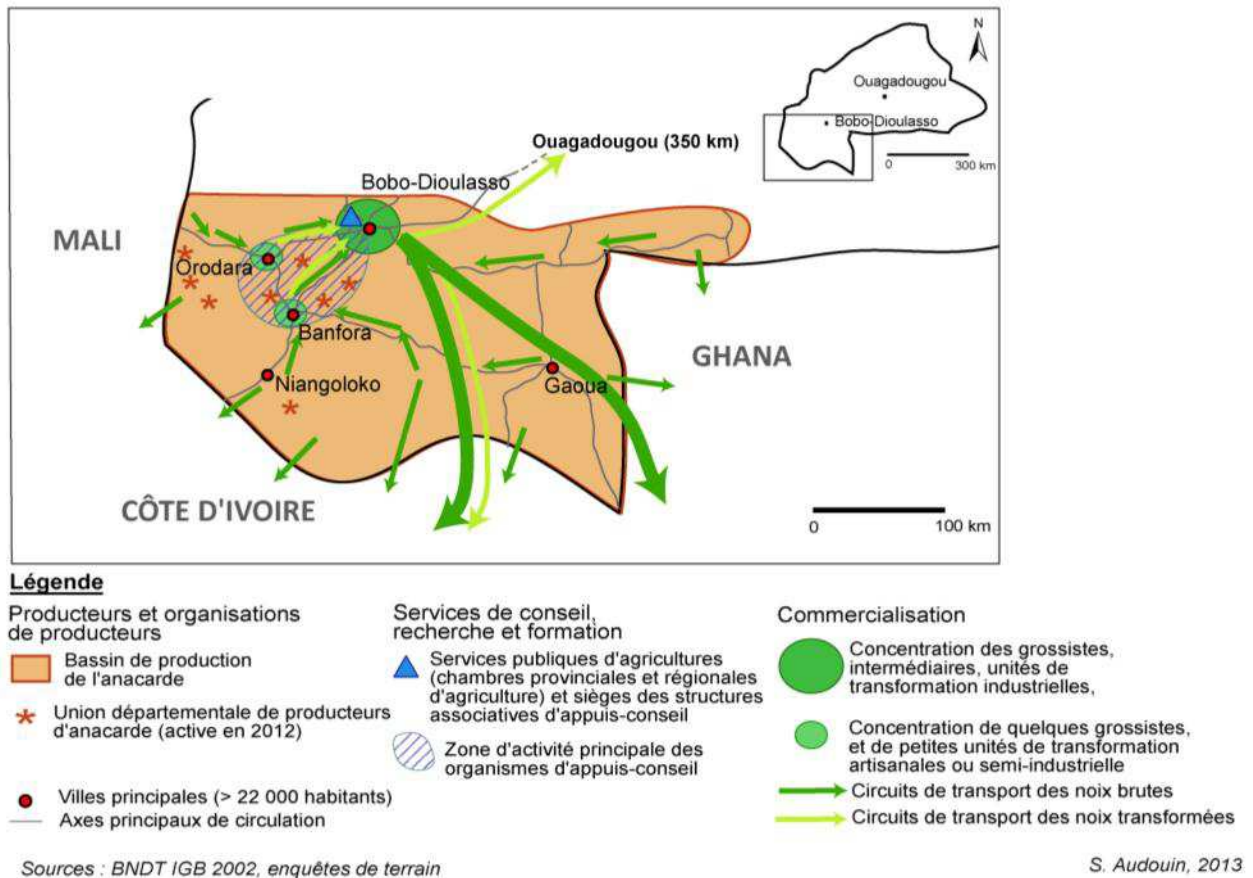 N
Ouagadougou
Bobo-Dioulasso
0 300 km
Ouagadougou (350 km)
Bobo-Dioulasso
MALI
Orodara
Banfora
GHANA
Niangoloko
Gaoua
CÔTE D'IVOIRE
0 100 km
Légende
Producteurs et organisations
de producteurs
Bassin de production
de l'anacarde
Union départementale de producteurs
d'anacarde (active en 2012)
Villes principales (> 22 000 habitants)
Axes principaux de circulation
Services de conseil,
recherche et formation
Services publiques d'agricultures
(chambres provinciales et régionales
d'agriculture) et sièges des structures
associatives d'appuis-conseil
Zone d'activité principale des
organismes d'appuis-conseil
Commercialisation
Concentration des grossistes,
intermédiaires, unités de
transformation industrielles,
Concentration de quelques grossistes,
et de petites unités de transformation
artisanales ou semi-industrielle
Circuits de transport des noix brutes
Circuits de transport des noix transformées
Sources : BNDT IGB 2002, enquêtes de terrain
S. Audouin, 2013